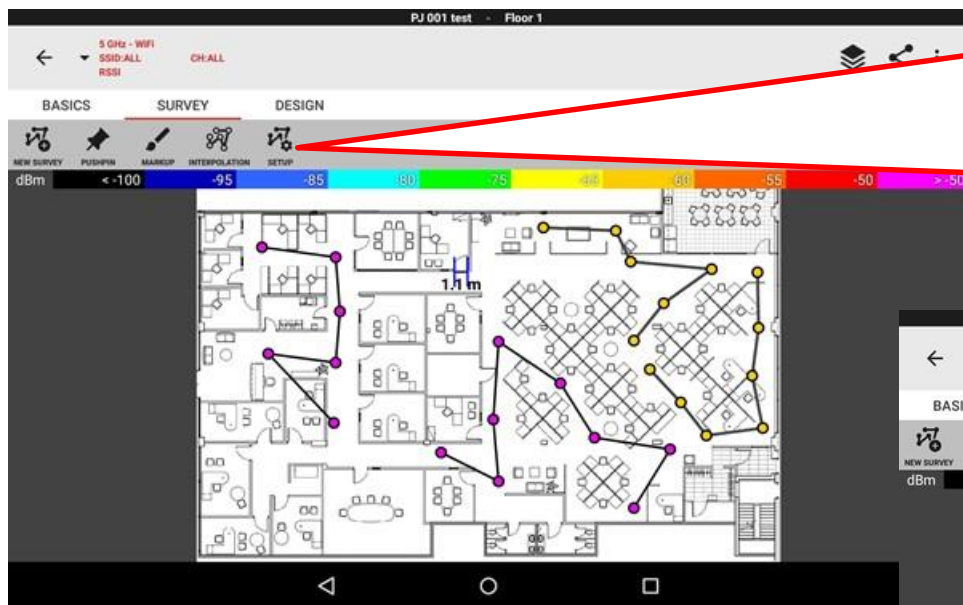 PJ 001 test - Floor 1
5 GHz - WiFi
SSID:ALL CH:ALL
RSSI
BASICS SURVEY DESIGN
NEW SURVEY PUSHPIN MARKUP INTERPOLATION SETUP
dBm < -100 -95 -85 -80 -75 -65 -60 -55 -50 > -50
1.1 m
BASI
NEW SURVEY
dBm